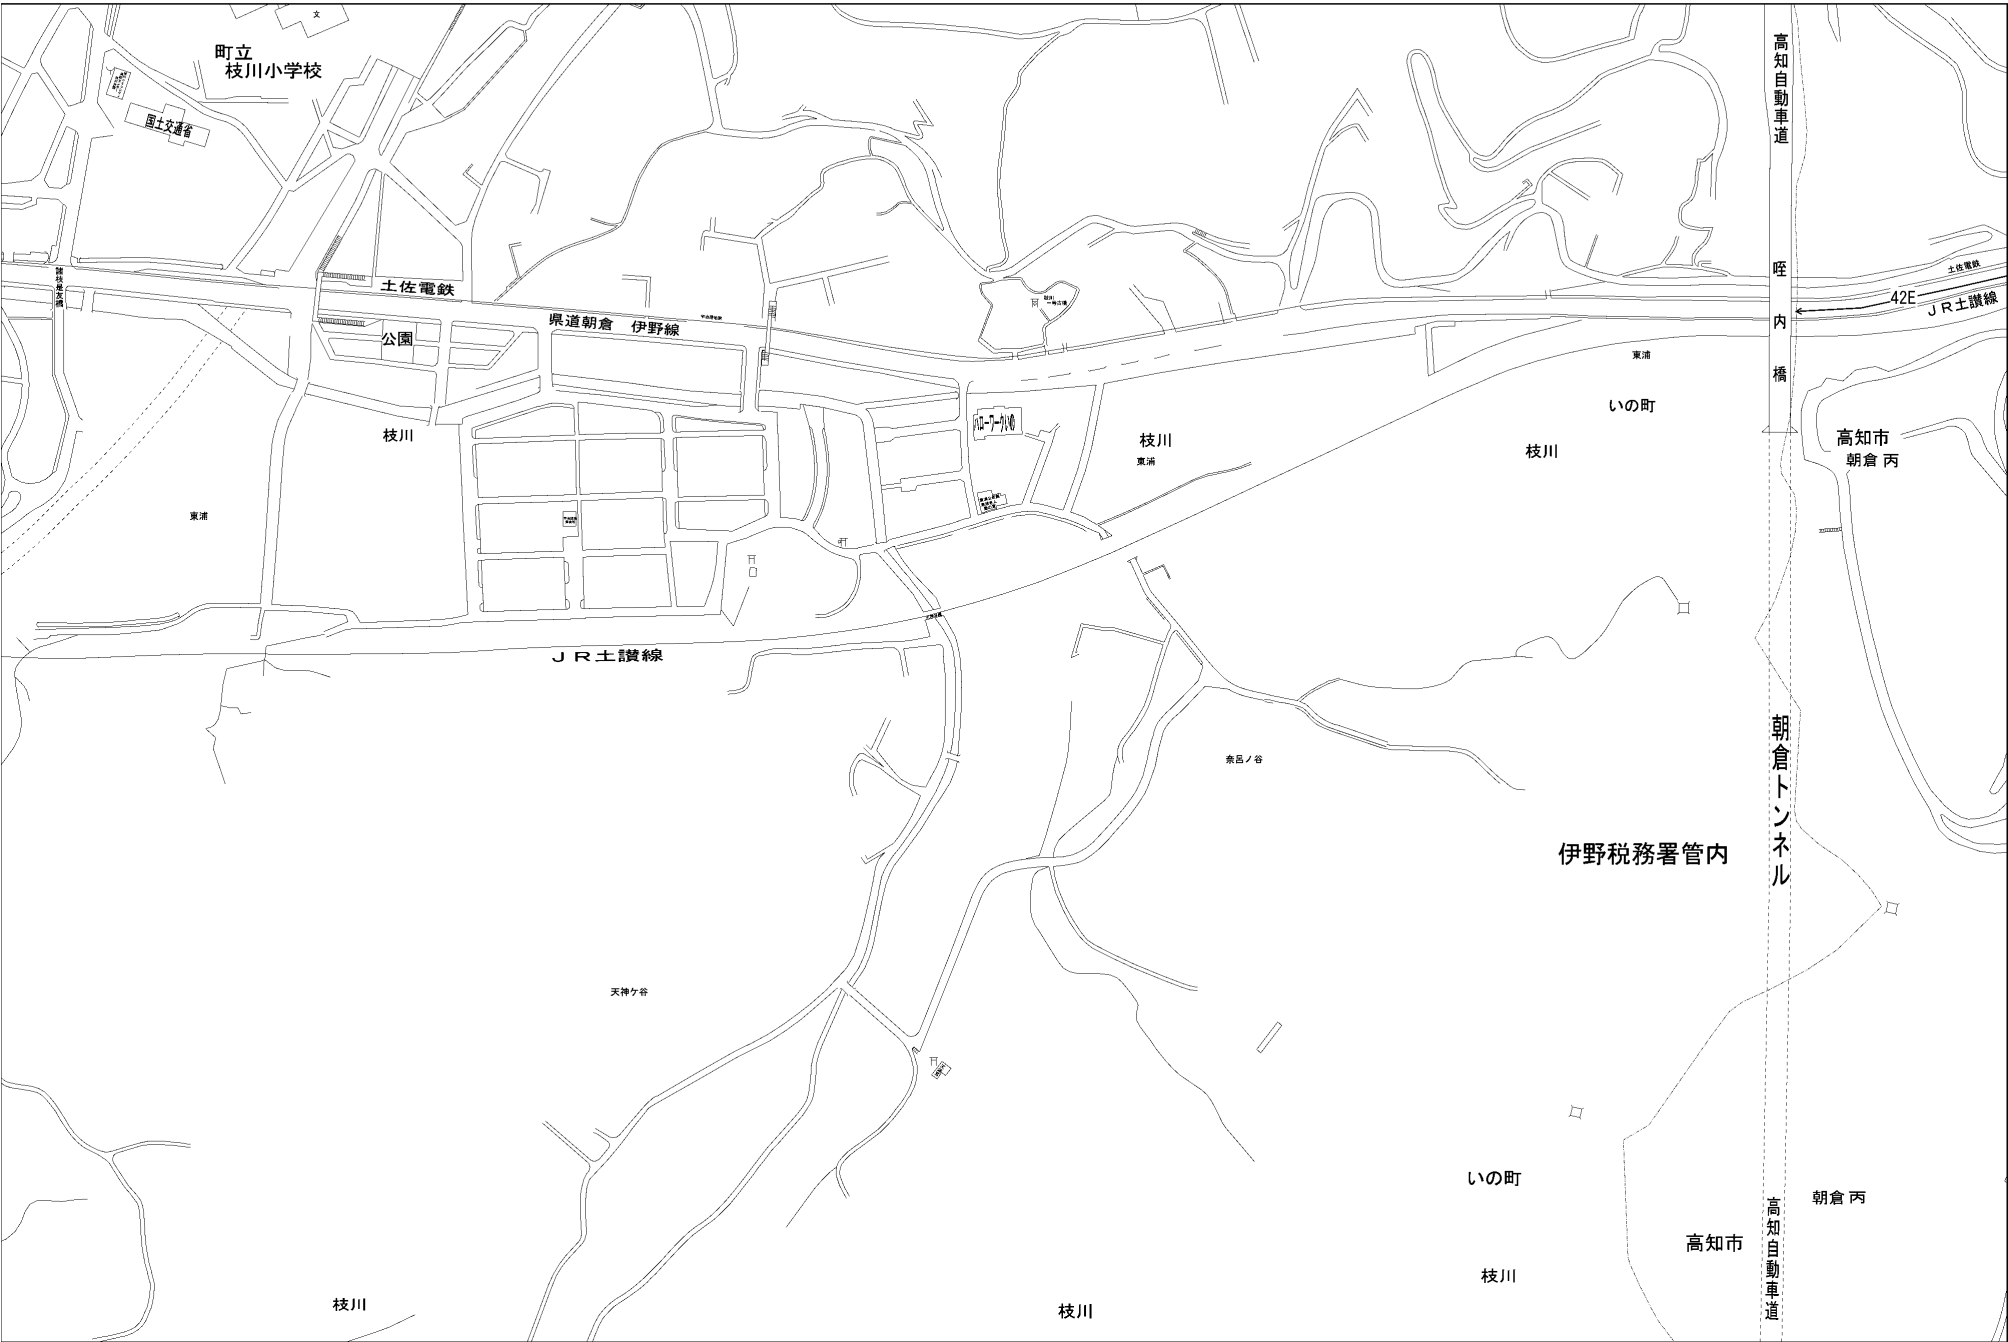 文
町立
枝川小学校
国土交通省
高知自動車道
咥内橋
土佐電鉄
42E
JR土讃線
土佐電鉄
県道朝倉 伊野線
公園
東浦
いの町
ハローワークいの
枝川
枝川
東浦
枝川
高知市
朝倉丙
東浦
JR土讃線
朝倉トンネル
奈呂ノ谷
伊野税務署管内
天神ケ谷
いの町
朝倉丙
高知市
高知自動車道
枝川
枝川
枝川